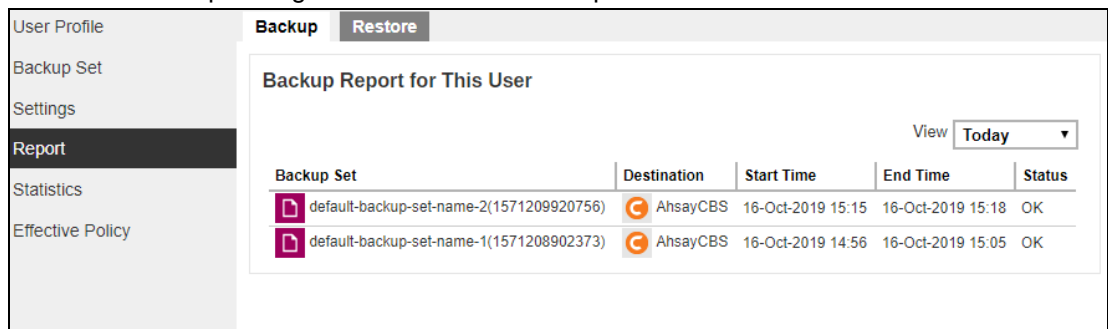 User Profile
Backup Set
Settings
Report
Statistics
Effective Policy
Backup Restore
Backup Report for This User
View Today
Backup Set Destination Start Time End Time Status
default-backup-set-name-2(1571209920756) AhsayCBS 16-Oct-2019 15:15 16-Oct-2019 15:18 OK
default-backup-set-name-1(1571208902373) AhsayCBS 16-Oct-2019 14:56 16-Oct-2019 15:05 OK